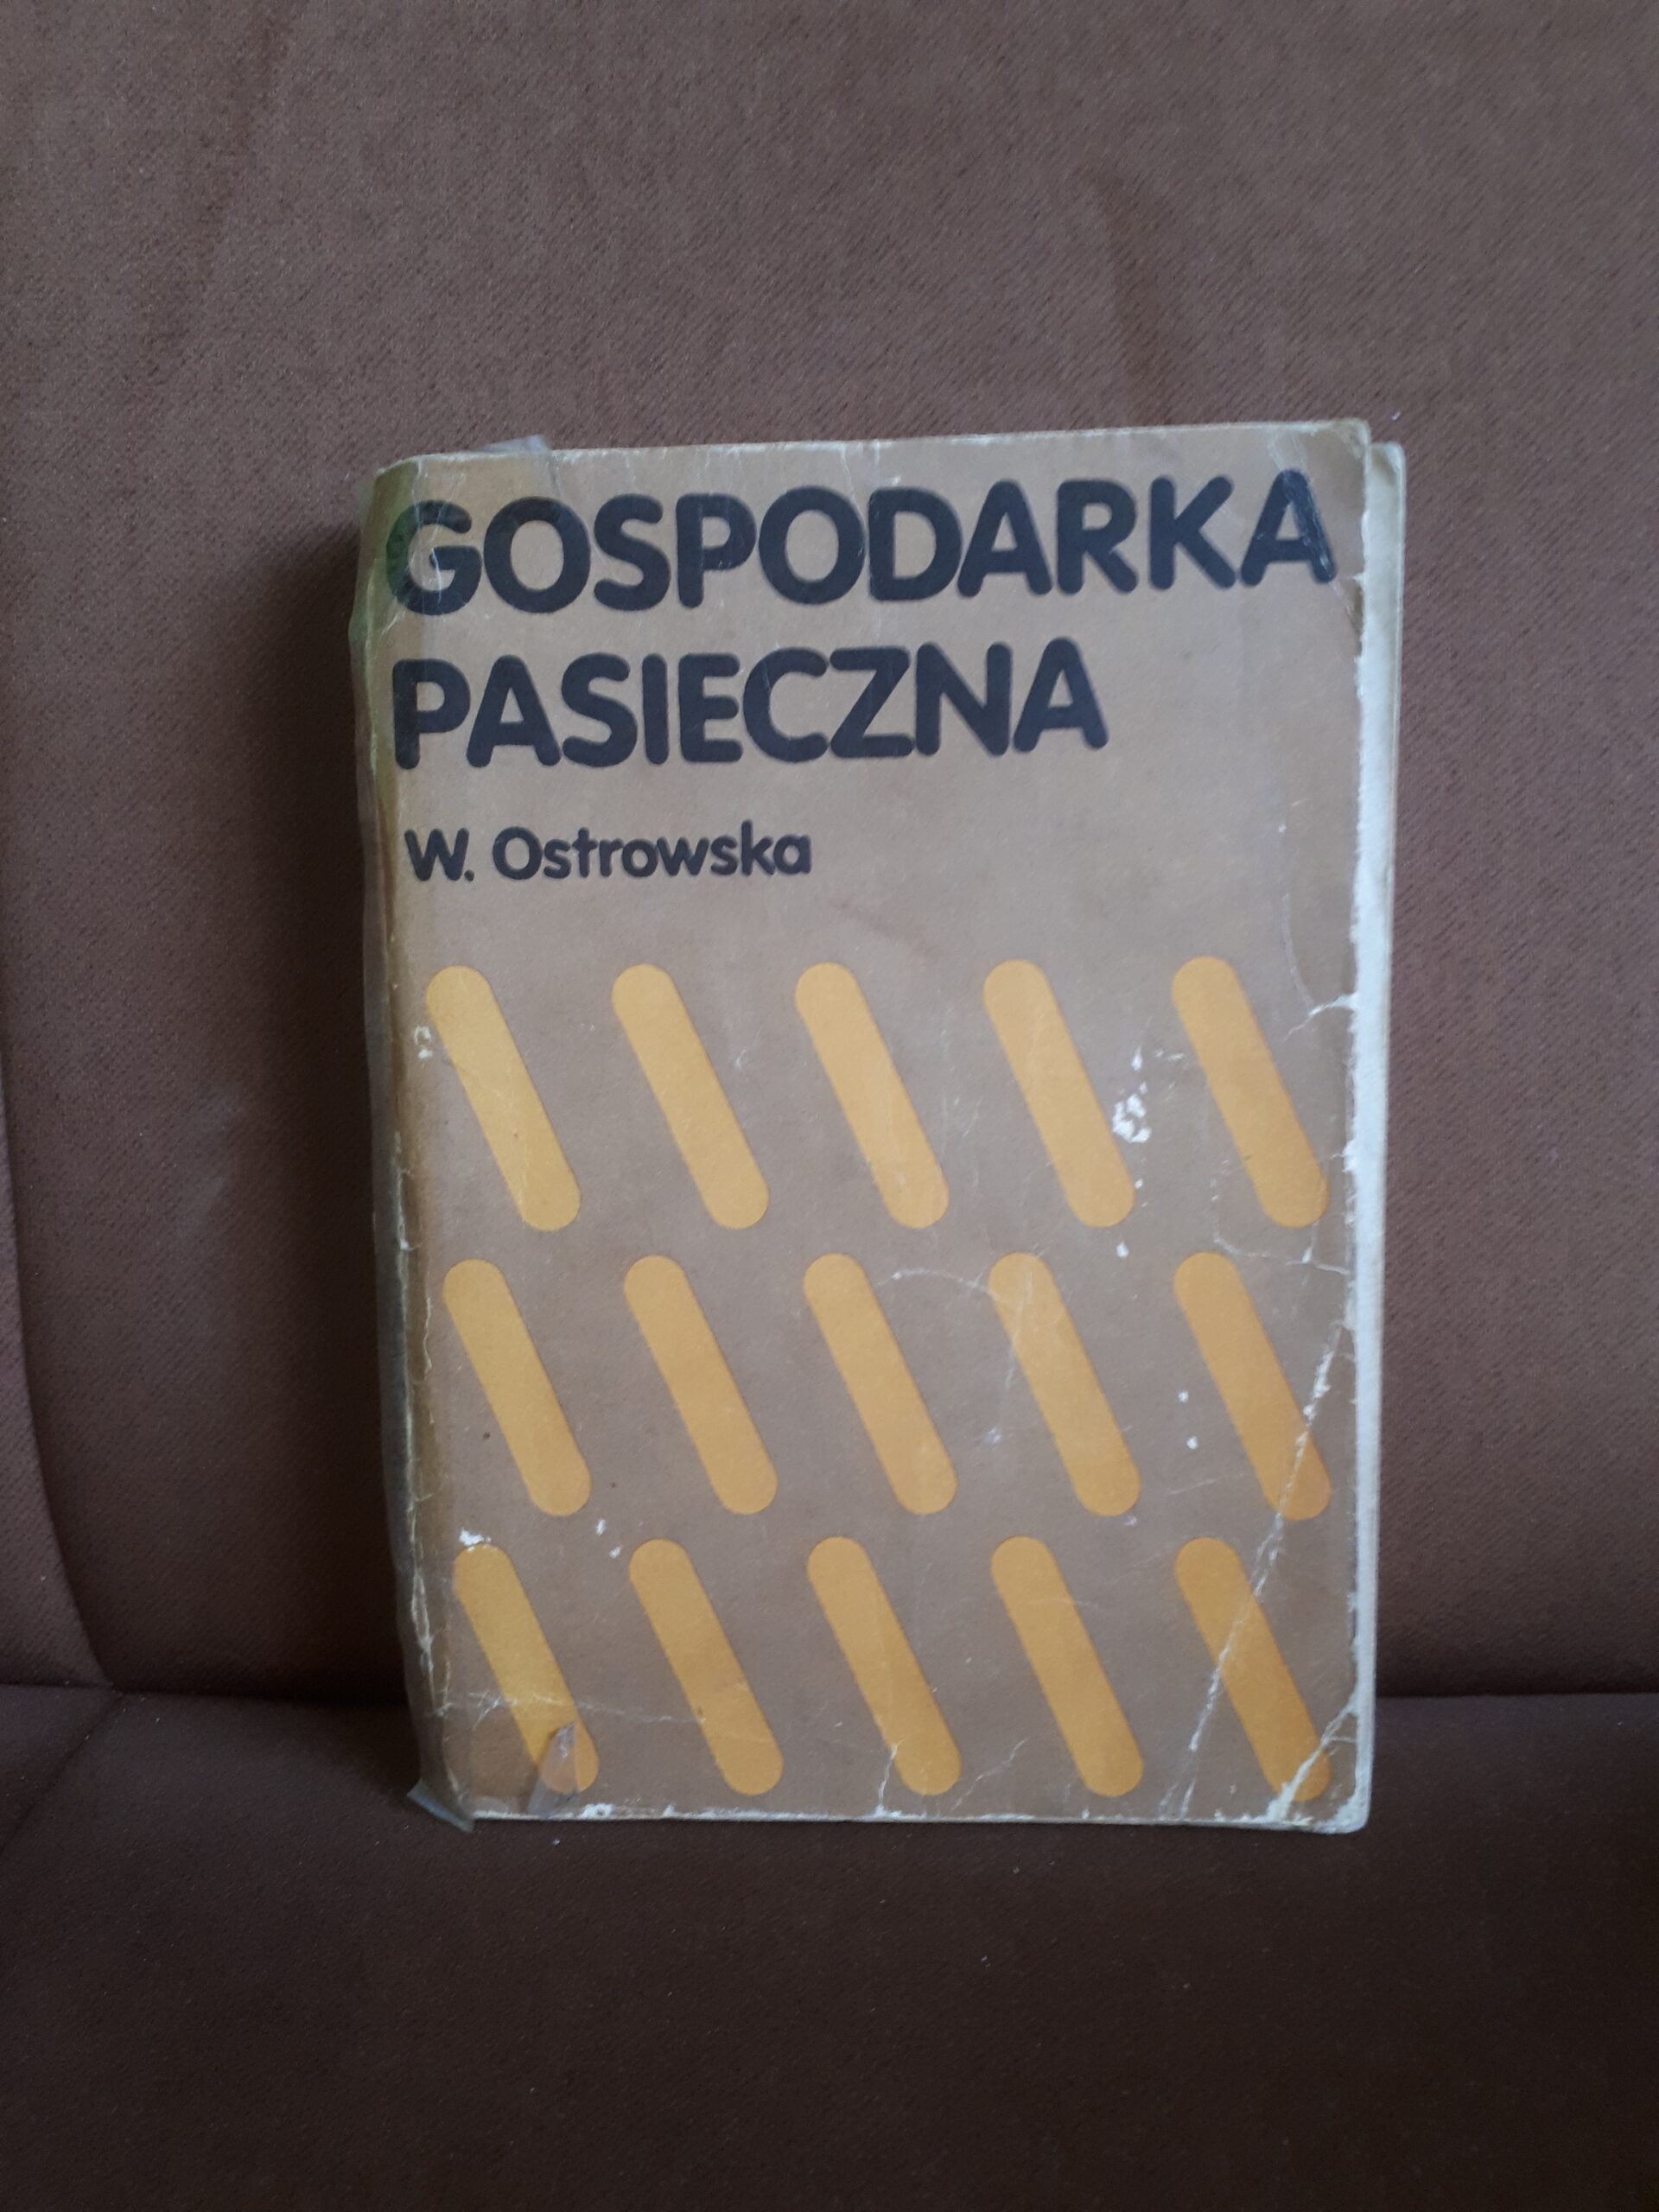 GOSPODARKA
PASIECZNA
W. Ostrowska